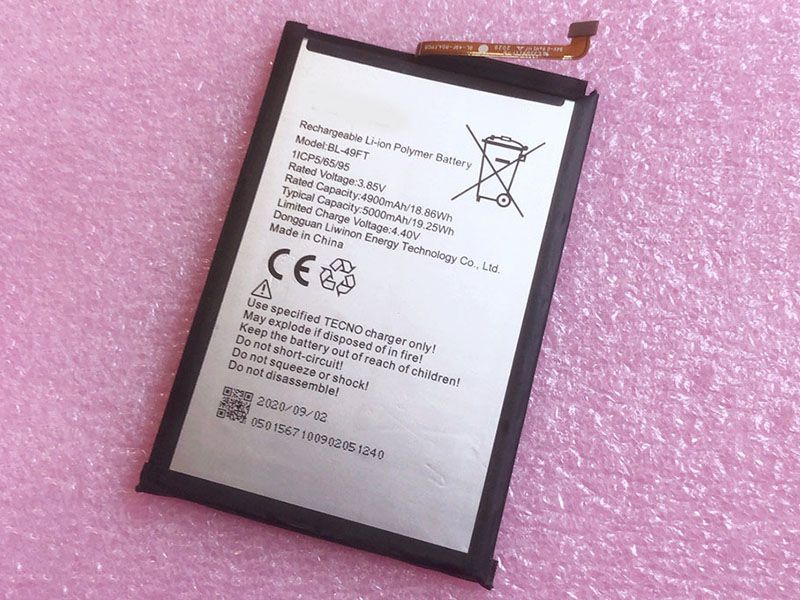 2020
Rechargeable Li-ion Polymer Battery
Model:BL-49FT
1ICP5/65/95
Rated Voltage:3.85V
Rated Capacity:4900mAh/18.86Wh
Typical Capacity:5000mAh/19.25Wh
Limited Charge Voltage:4.40V
Dongguan Liwinon Energy Technology Co., Ltd.
Made in China
CE
Use specified TECNO charger only!
May explode if disposed of in fire!
Keep the battery out of reach of children!
Do not short-circuit!
Do not squeeze or shock!
Do not disassemble!
2020/09/02
0501567100902051240